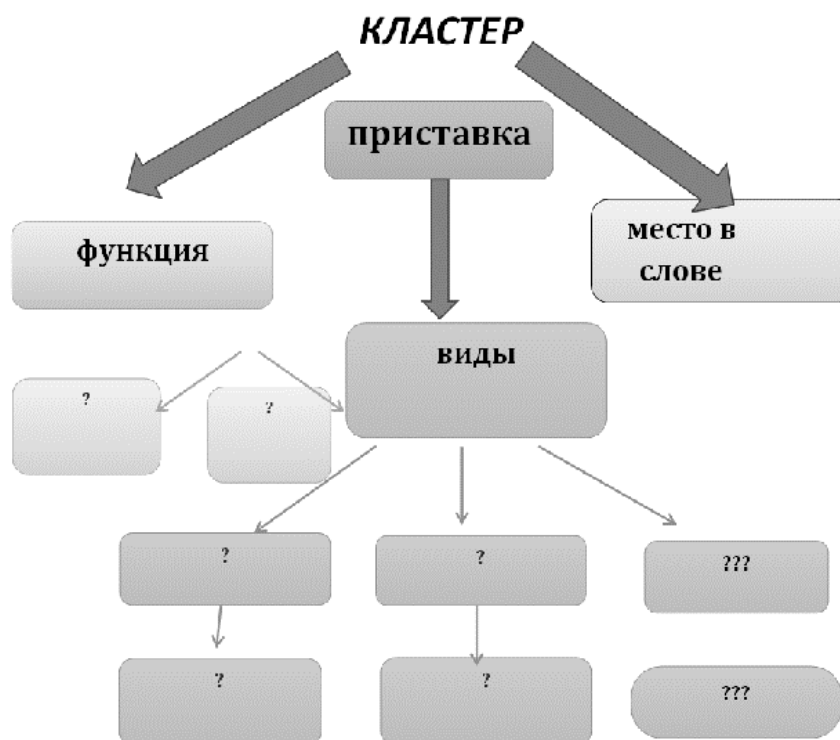 КЛАСТЕР
приставка
функция
место в
слове
виды
?
?
?
?
???
?
?
???